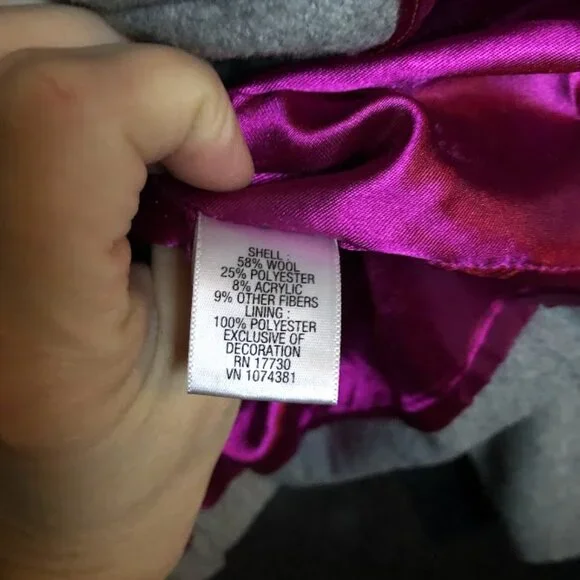 SHELL :
58% WOOL
25% POLYESTER
8% ACRYLIC
9% OTHER FIBERS
LINING :
100% POLYESTER
EXCLUSIVE OF
DECORATION
RN 17730
VN 1074381